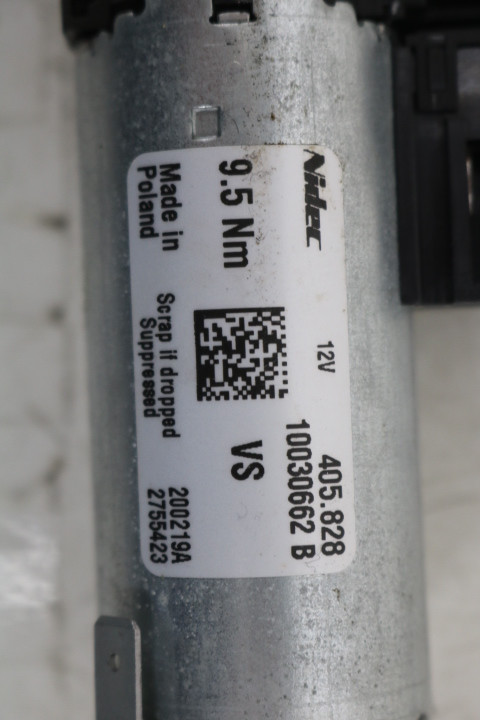 Nidec
12V
405.828
10030662 B
9.5 Nm
VS
Made in
Poland
Scrap if dropped
Suppressed
200219A
2755423